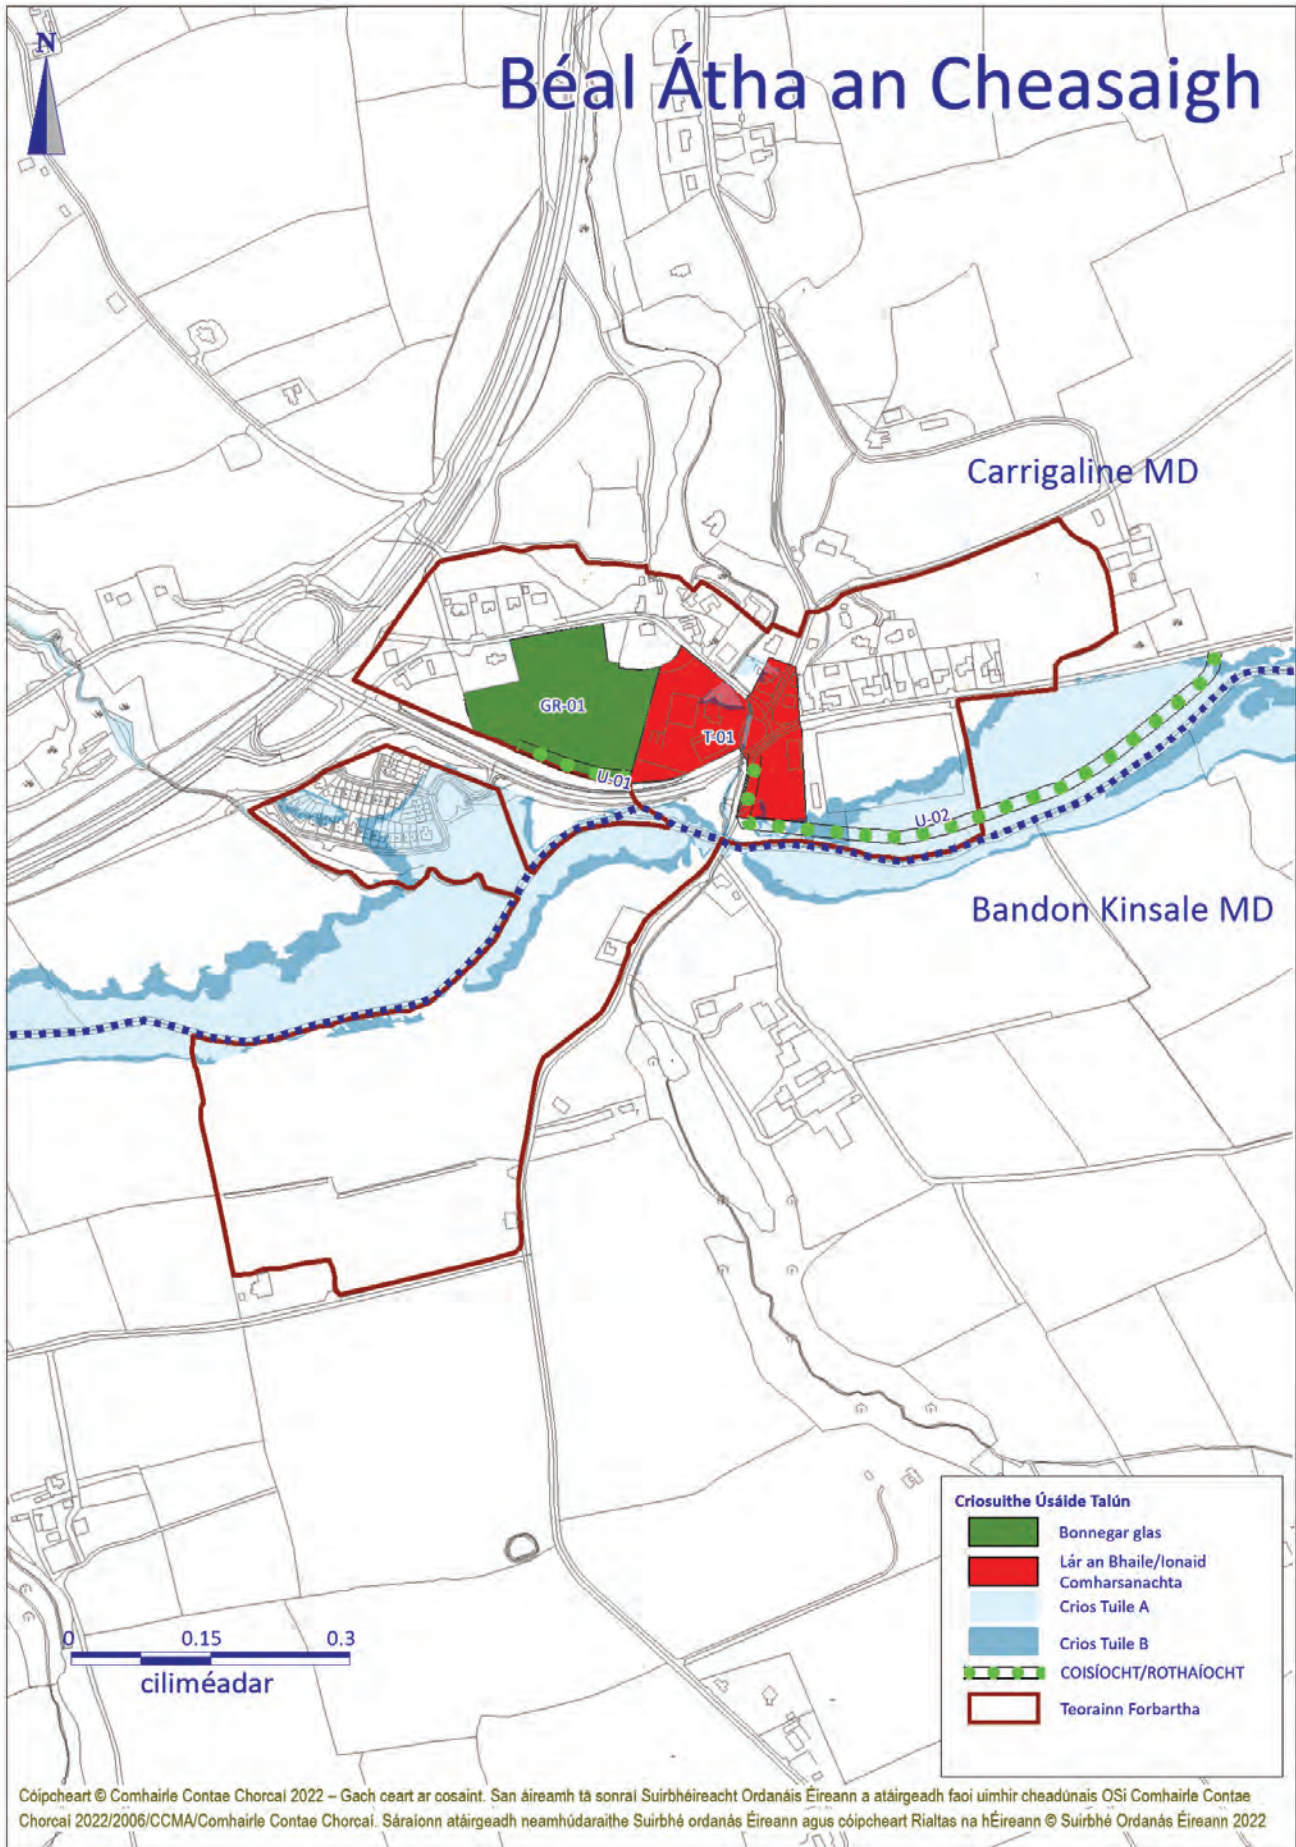 N
Béal Átha an Cheasaigh
Carrigaline MD
GR-01
T-01
U-01
U-02
Bandon Kinsale MD
Criosuithe Úsáide Talún
Bonnegar glas
Lár an Bhaile/Ionaid
Comharsanachta
Crios Tuile A
Crios Tuile B
COISÍOCHT/ROTHAÍOCHT
Teorainn Forbartha
0 0.15 0.3
ciliméadar
Cóipcheart © Comhairle Contae Chorcaí 2022 – Gach ceart ar cosaint. San áireamh tá sonraí Suirbhéireacht Ordanáis Éireann a atáirgeadh faoi uimhir cheadúnais OSi Comhairle Contae
Chorcaí 2022/2006/CCMA/Comhairle Contae Chorcaí. Sáraíonn atáirgeadh neamhúdaraithe Suirbhé ordanás Éireann agus cóipcheart Rialtas na hÉireann © Suirbhé Ordanás Éireann 2022